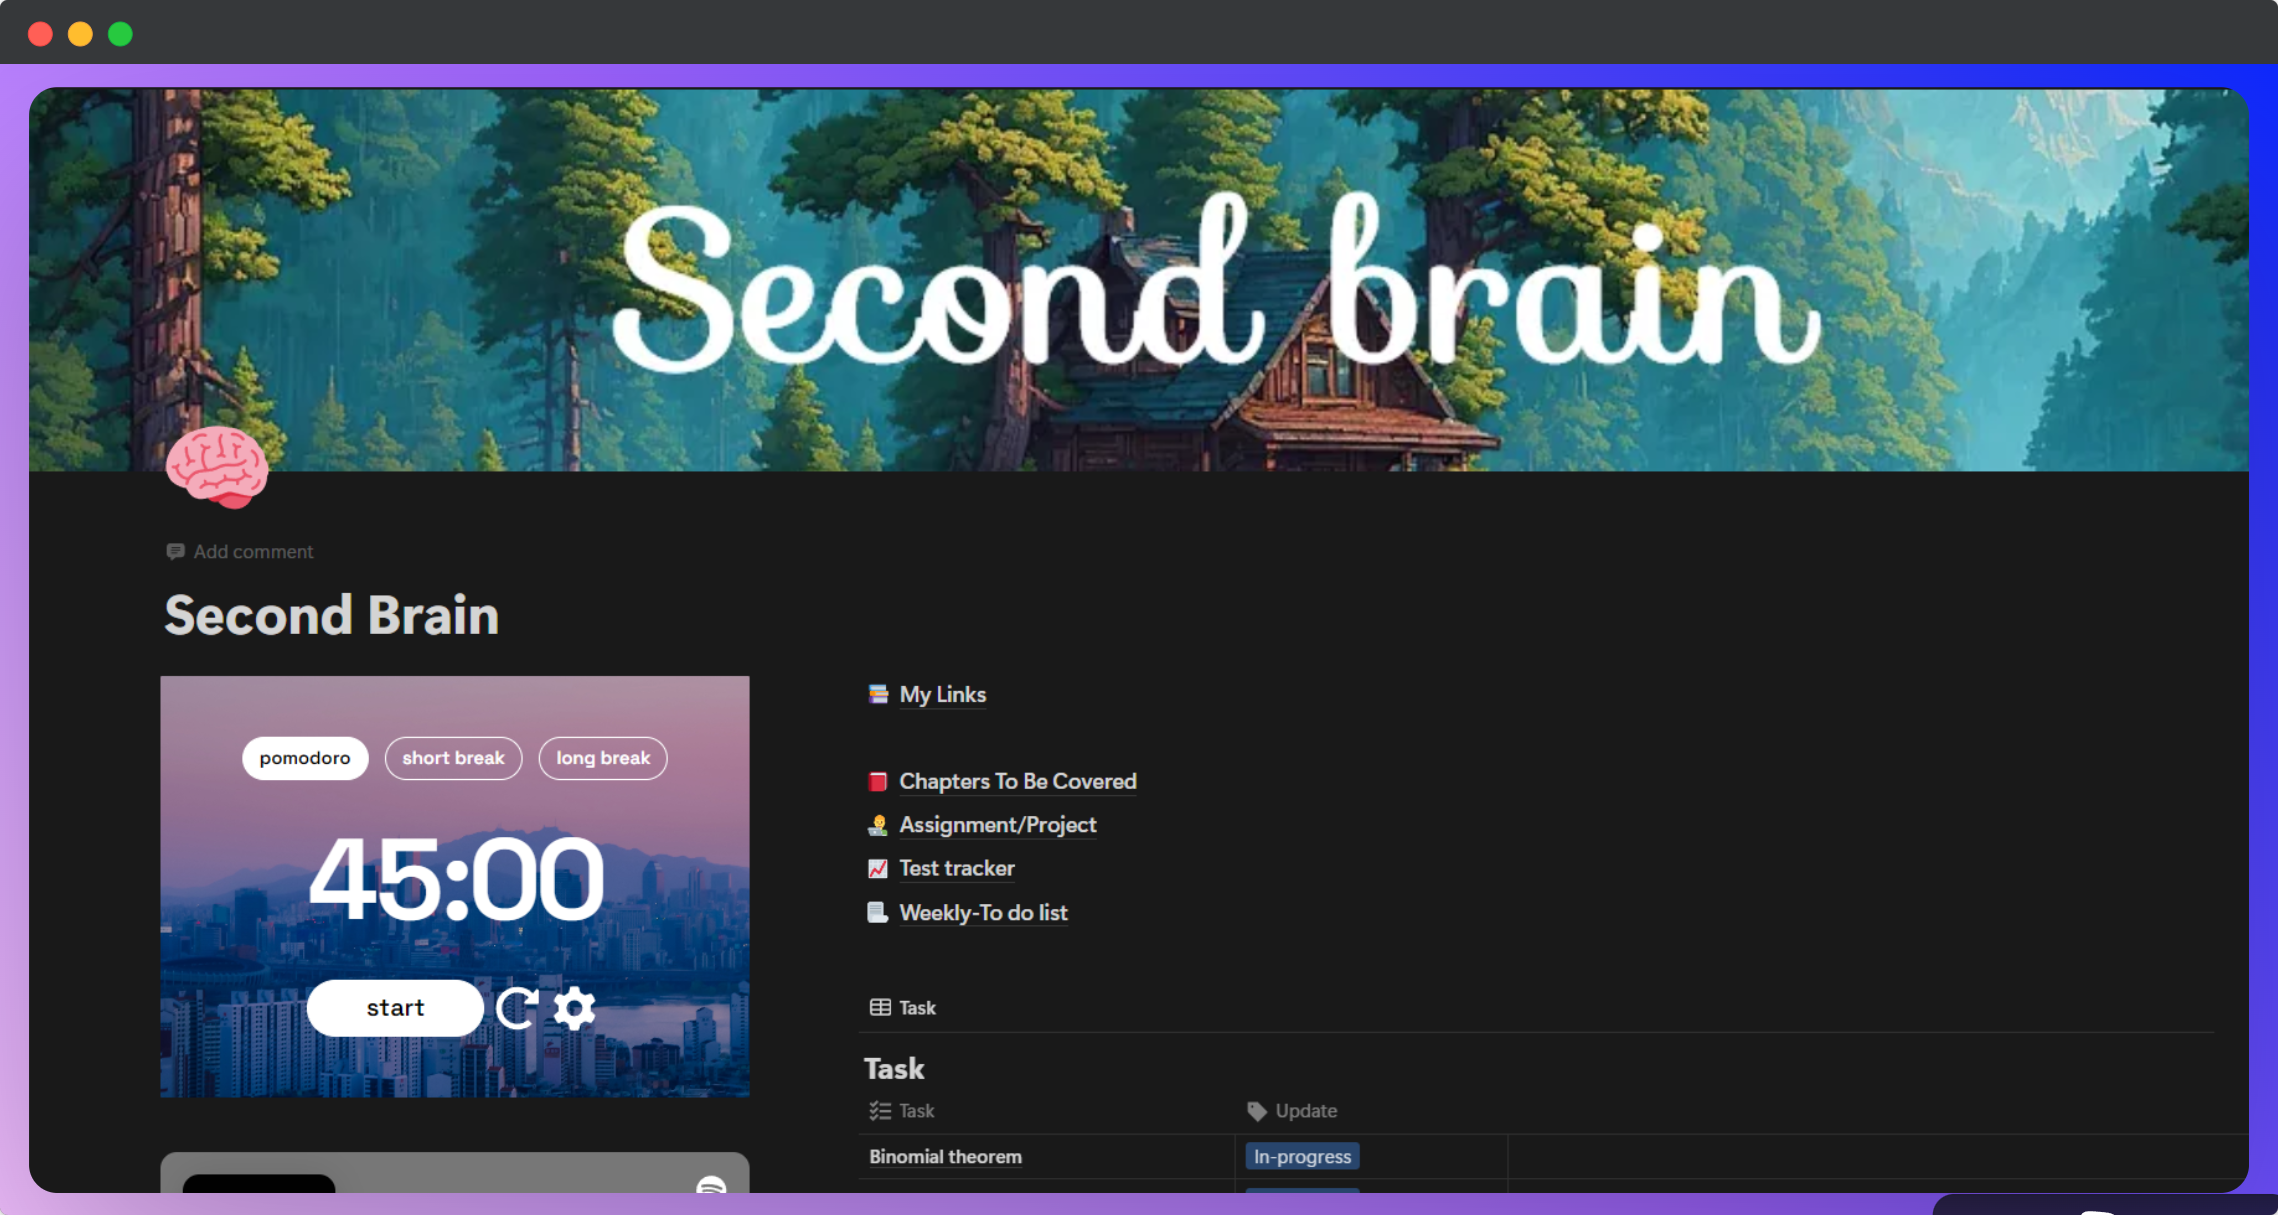 Second brain
Add comment
Second Brain
pomodoro short break long break
45:00
start
My Links
Chapters To Be Covered
Assignment/Project
Test tracker
Weekly-To do list
Task
Task
Task Update
Binomial theorem In-progress